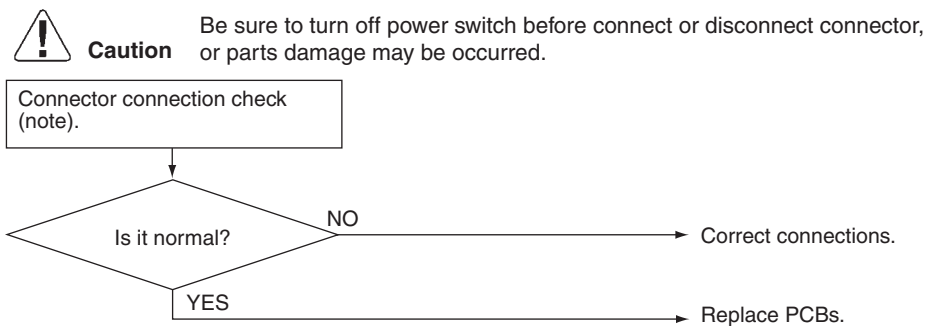 Be sure to turn off power switch before connect or disconnect connector,
Caution or parts damage may be occurred.
Connector connection check
(note).
NO
Is it normal?
Correct connections.
YES
Replace PCBs.